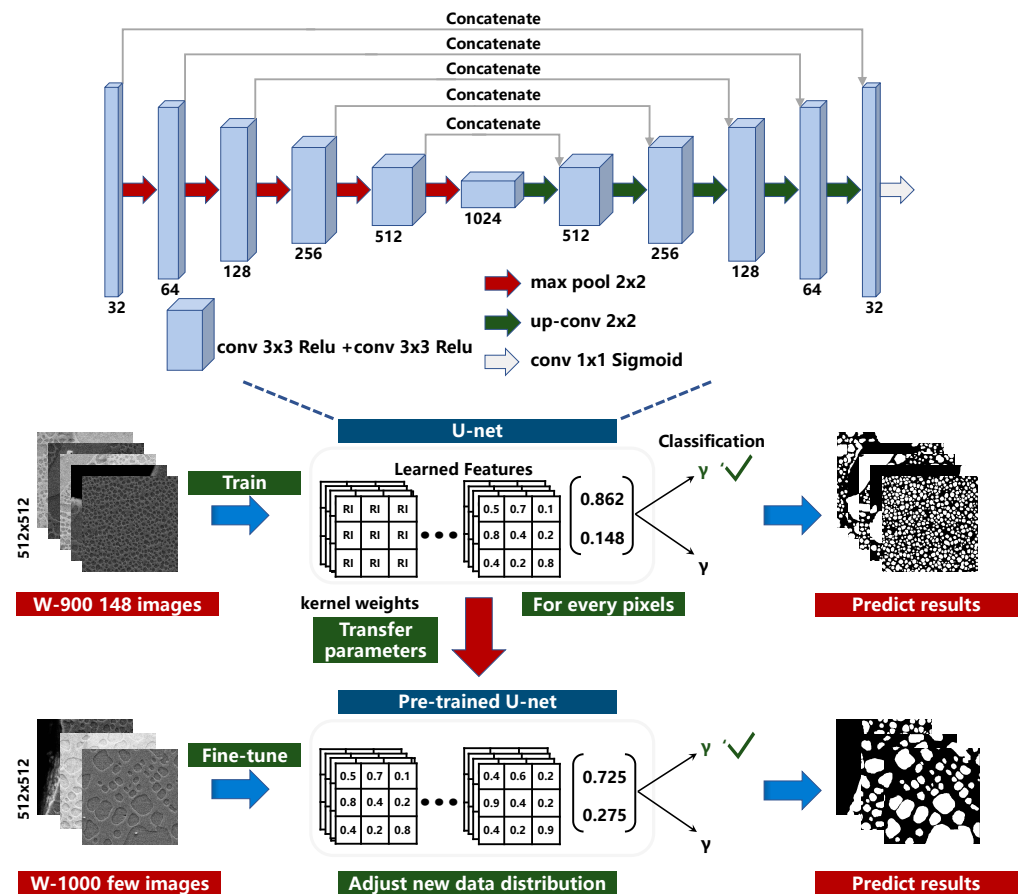 Concatenate
Concatenate
Concatenate
Concatenate
Concatenate
32
64
128
256
512
1024
512
256
128
64
32
max pool 2x2
up-conv 2x2
conv 1x1 Sigmoid
conv 3x3 Relu +conv 3x3 Relu
U-net
Classification
Learned Features
512x512
Train
RI RI RI
RI RI RI
RI RI RI
0.5 0.7 0.1
0.8 0.4 0.2
0.4 0.2 0.8
0.862
0.148
γ '
γ
W-900 148 images
kernel weights
For every pixels
Predict results
Transfer
parameters
Pre-trained U-net
512x512
Fine-tune
0.5 0.7 0.1
0.8 0.4 0.2
0.4 0.2 0.8
0.4 0.6 0.2
0.9 0.4 0.2
0.4 0.2 0.9
0.725
0.275
γ '
γ
W-1000 few images
Adjust new data distribution
Predict results